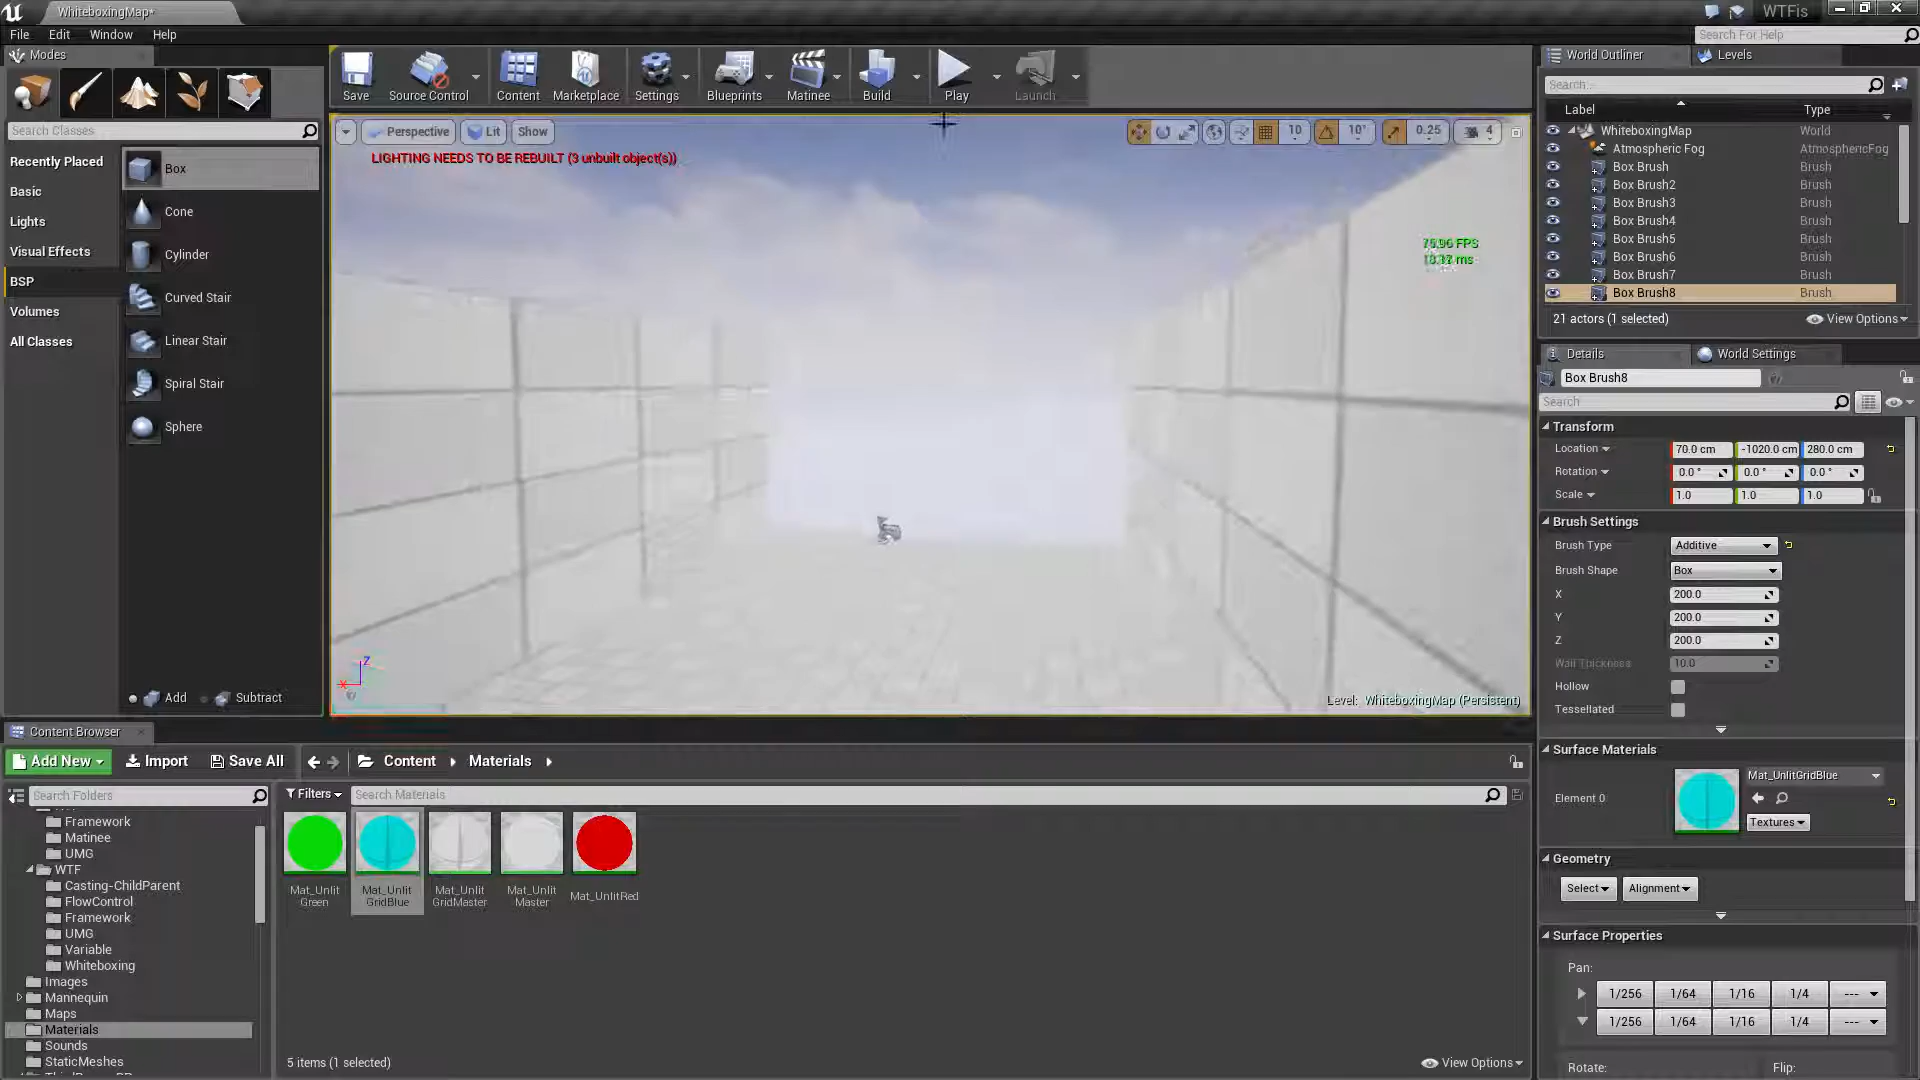 WhiteboxingMap*
WTFis
File Edit Window Help
Search For Help
Modes
Save Source Control Content Marketplace Settings Blueprints Matinee Build Play Launch
World Outliner Levels
Search...
Label Type
Search Classes
Perspective Lit Show
10 10° 0.25 4
LIGHTING NEEDS TO BE REBUILT (3 unbuilt object(s))
WhiteboxingMap World
Atmospheric Fog AtmosphericFog
Box Brush Brush
Box Brush2 Brush
Box Brush3 Brush
Box Brush4 Brush
Box Brush5 Brush
Box Brush6 Brush
Box Brush7 Brush
Box Brush8 Brush
21 actors (1 selected) View Options
Recently Placed
Basic
Lights
Visual Effects
BSP
Volumes
All Classes
Box
Cone
Cylinder
Curved Stair
Linear Stair
Spiral Stair
Sphere
Add Subtract
FPS
ms
Z
X
Level: WhiteboxingMap (Persistent)
Details World Settings
Box Brush8
Search
Transform
Location 70.0 cm -1020.0 cm 280.0 cm
Rotation 0.0 ° 0.0 ° 0.0 °
Scale 1.0 1.0 1.0
Brush Settings
Brush Type Additive
Brush Shape Box
X 200.0
Y 200.0
Z 200.0
Wall Thickness 10.0
Hollow
Tessellated
Surface Materials
Element 0 Mat_UnlitGridBlue
Textures
Geometry
Select Alignment
Surface Properties
Pan:
1/256 1/64 1/16 1/4 ---
1/256 1/64 1/16 1/4 ---
Rotate: Flip:
Content Browser
Add New Import Save All Content Materials
Search Folders
Filters Search Materials
Framework
Matinee
UMG
WTF
Casting-ChildParent
FlowControl
Framework
UMG
Variable
Whiteboxing
Images
Mannequin
Maps
Materials
Sounds
StaticMeshes
Mat_Unlit
Green
Mat_Unlit
GridBlue
Mat_Unlit
GridMaster
Mat_Unlit
Master
Mat_UnlitRed
5 items (1 selected) View Options